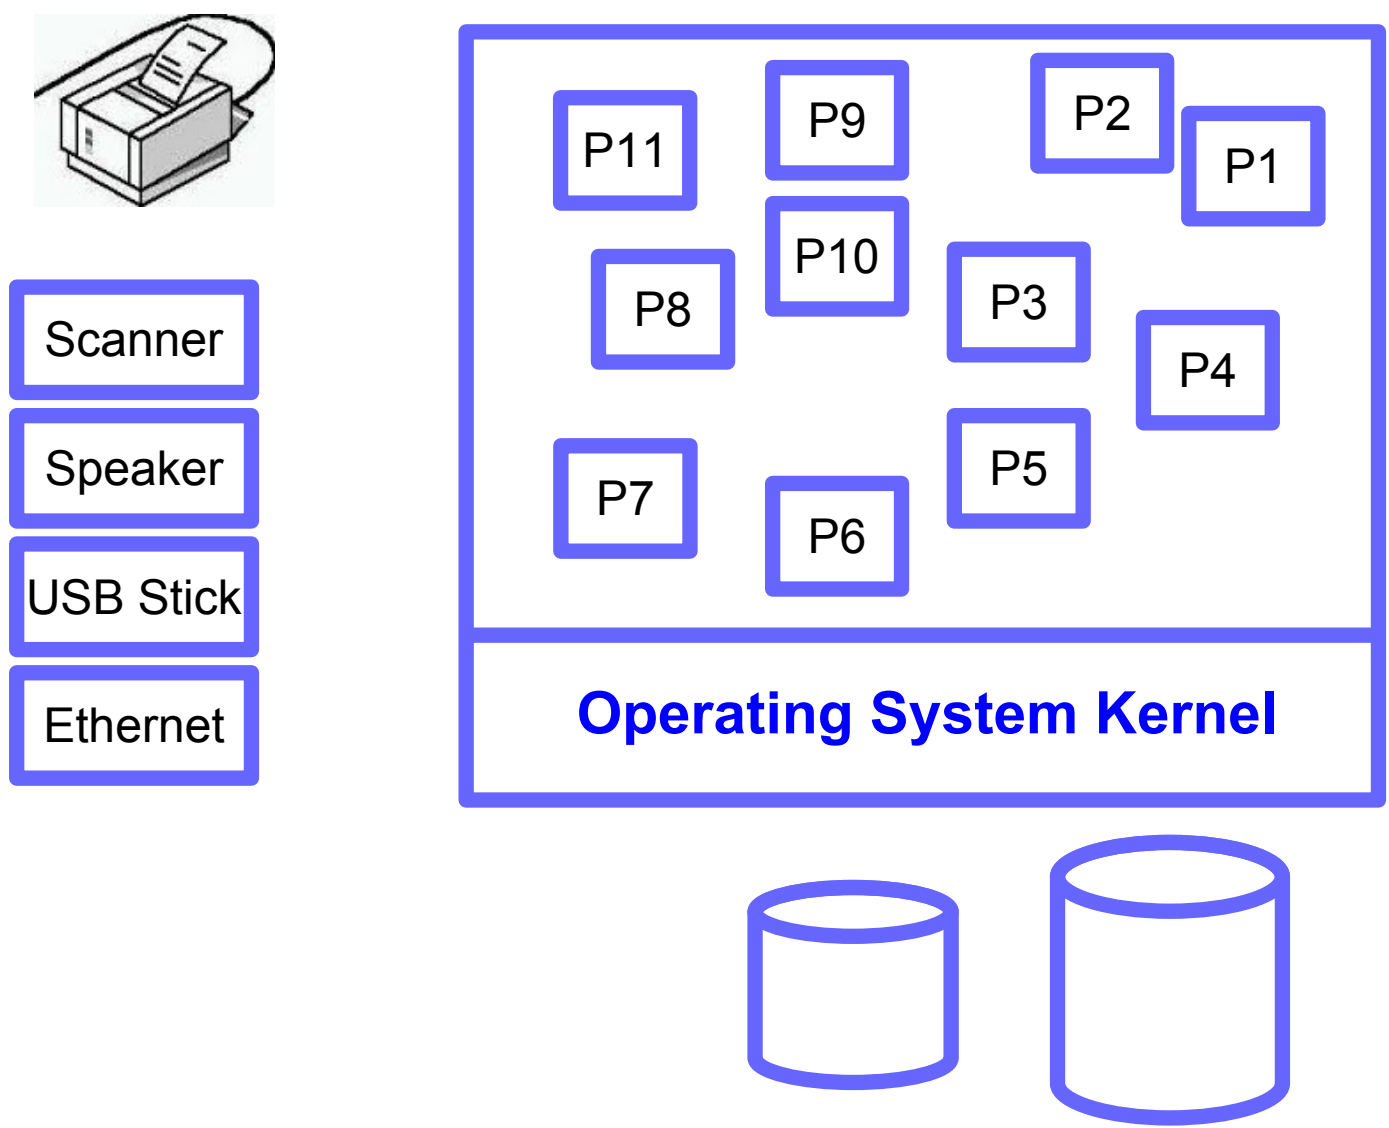 Scanner
Speaker
USB Stick
Ethernet
P11
P9
P2
P1
P10
P8
P3
P4
P7
P6
P5
Operating System Kernel